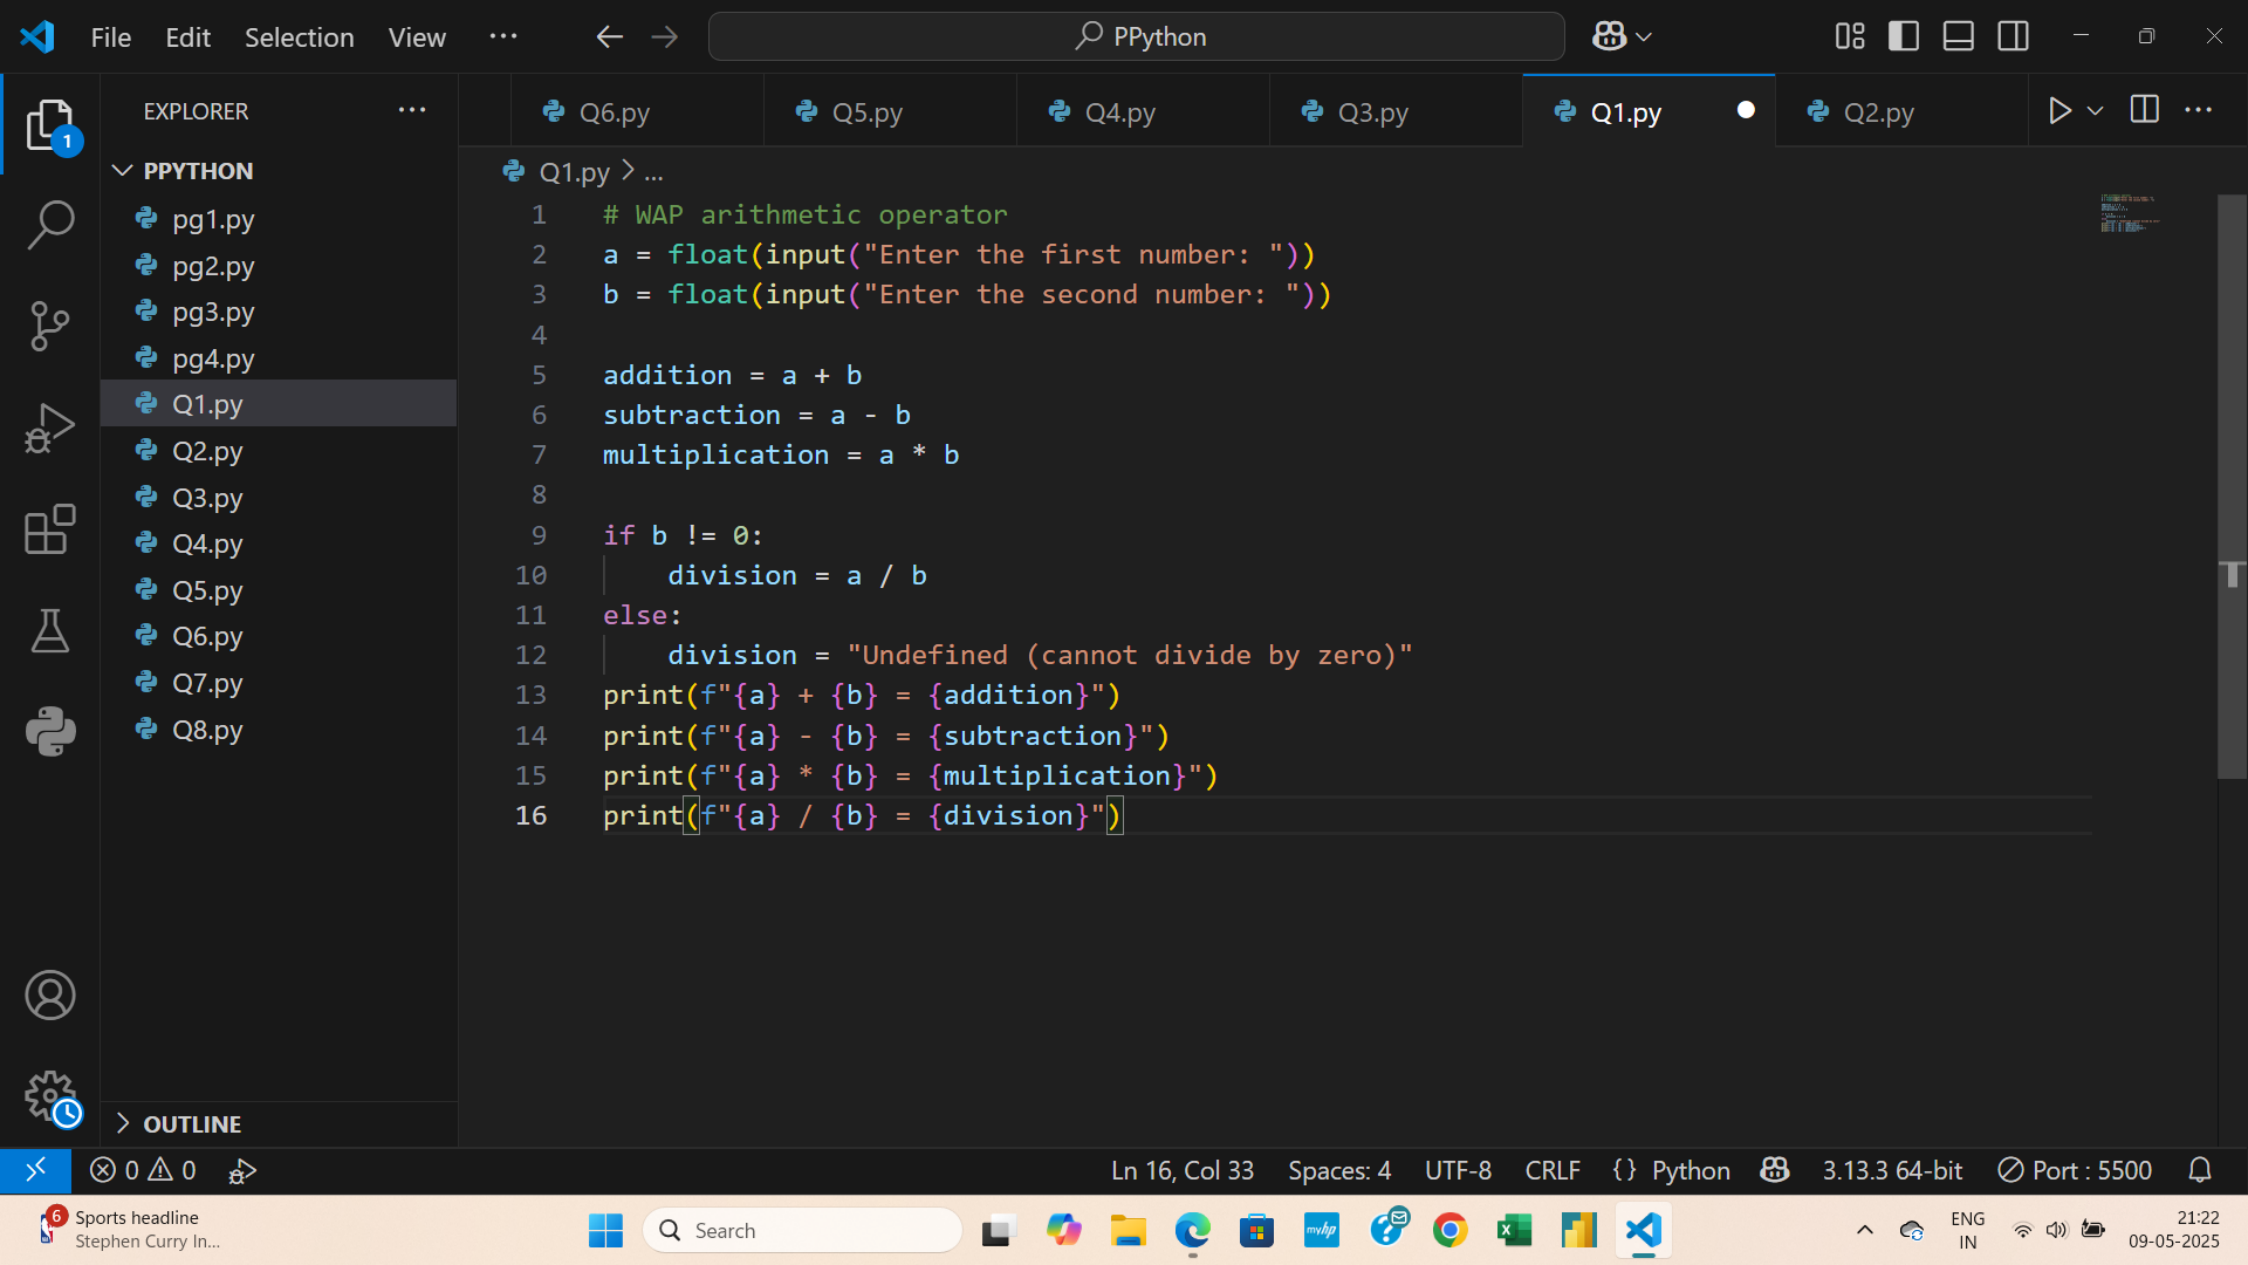 File Edit Selection View ...
PPython
EXPLORER ...
Q6.py Q5.py Q4.py Q3.py Q1.py Q2.py ...
1
PPYTHON
Q1.py > ...
pg1.py
pg2.py
pg3.py
pg4.py
Q1.py
Q2.py
Q3.py
Q4.py
Q5.py
Q6.py
Q7.py
Q8.py
OUTLINE
1 # WAP arithmetic operator
2 a = float(input("Enter the first number: "))
3 b = float(input("Enter the second number: "))
4
5 addition = a + b
6 subtraction = a - b
7 multiplication = a * b
8
9 if b != 0:
10     division = a / b
11 else:
12     division = "Undefined (cannot divide by zero)"
13 print(f"{a} + {b} = {addition}")
14 print(f"{a} - {b} = {subtraction}")
15 print(f"{a} * {b} = {multiplication}")
16 print(f"{a} / {b} = {division}")
0 0 Ln 16, Col 33 Spaces: 4 UTF-8 CRLF {} Python 3.13.3 64-bit Port : 5500
6 Sports headline
Stephen Curry In...
Search
myhp
ENG
IN
21:22
09-05-2025